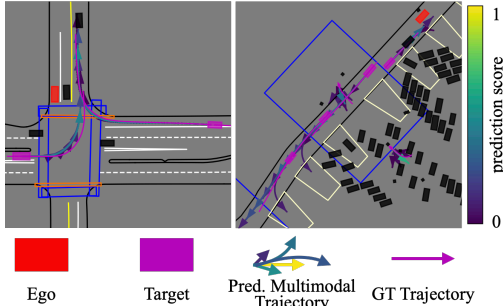 1
prediction score
0
Ego
Target
Pred. Multimodal
Trajectory
GT Trajectory